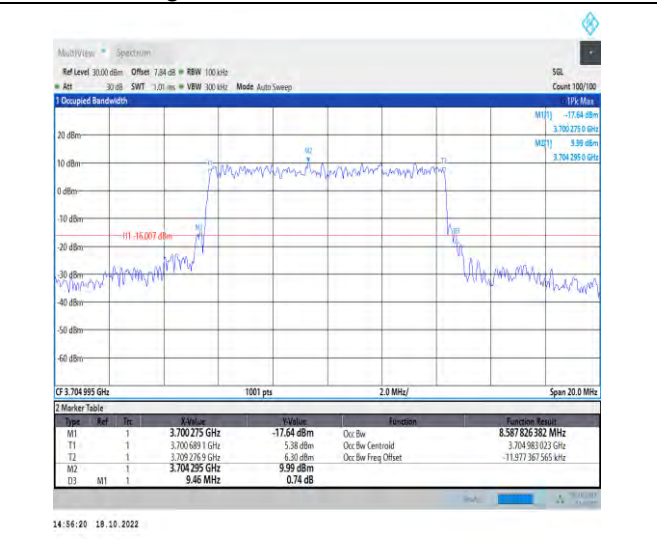 MultiView Spectrum
Ref Level 30.00 dBm Offset 7.84 dB RBW 100 kHz SGL
Att 30 dB SWT 1.01 ms VBW 300 kHz Mode Auto Sweep Count 100/100
1 Occupied Bandwidth 1Pk Max
M1[1] -17.64 dBm
3.700 275 0 GHz
M2[1] 9.99 dBm
3.704 295 0 GHz
20 dBm
M2
T1
10 dBm
0 dBm
-10 dBm
M1
H1 -16.007 dBm
-20 dBm
-30 dBm
-40 dBm
-50 dBm
-60 dBm
CF 3.704 995 GHz 1001 pts 2.0 MHz/ Span 20.0 MHz
2 Marker Table
Type Ref Trc X-Value Y-Value Function Function Result
M1 1 3.700 275 GHz -17.64 dBm Occ Bw 8.587 826 382 MHz
T1 1 3.700 689 1 GHz 5.38 dBm Occ Bw Centroid 3.704 983 023 GHz
T2 1 3.709 276 9 GHz 6.30 dBm Occ Bw Freq Offset -11.977 367 565 kHz
M2 1 3.704 295 GHz 9.99 dBm
D3 M1 1 9.46 MHz 0.74 dB
14:56:20 18.10.2022